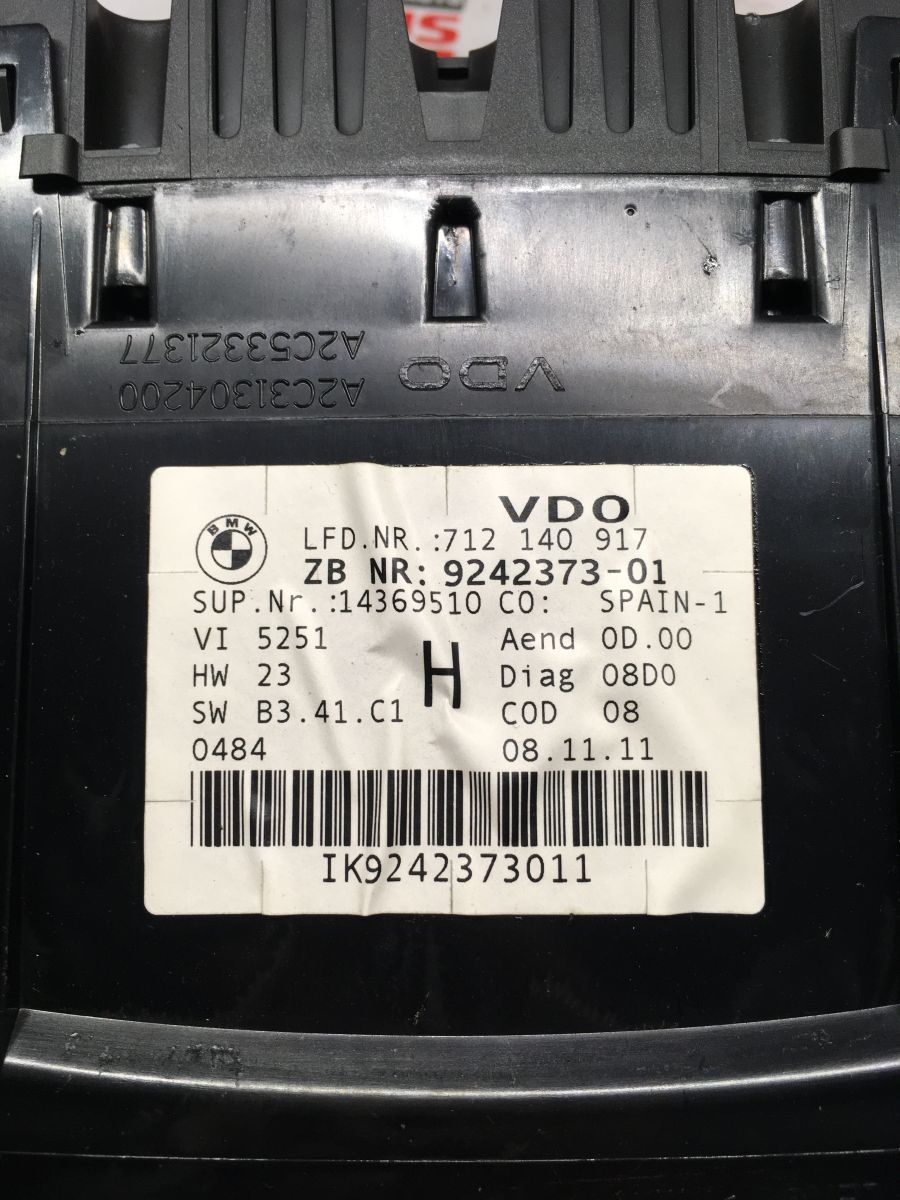 A2C53321377
A2C31304200
VDO
VDO
BMW
LFD.NR.:712 140 917
ZB NR: 9242373-01
SUP.Nr.:14369510 CO: SPAIN-1
VI 5251 Aend 0D.00
HW 23 H Diag 08D0
SW B3.41.C1 COD 08
0484 08.11.11
IK9242373011